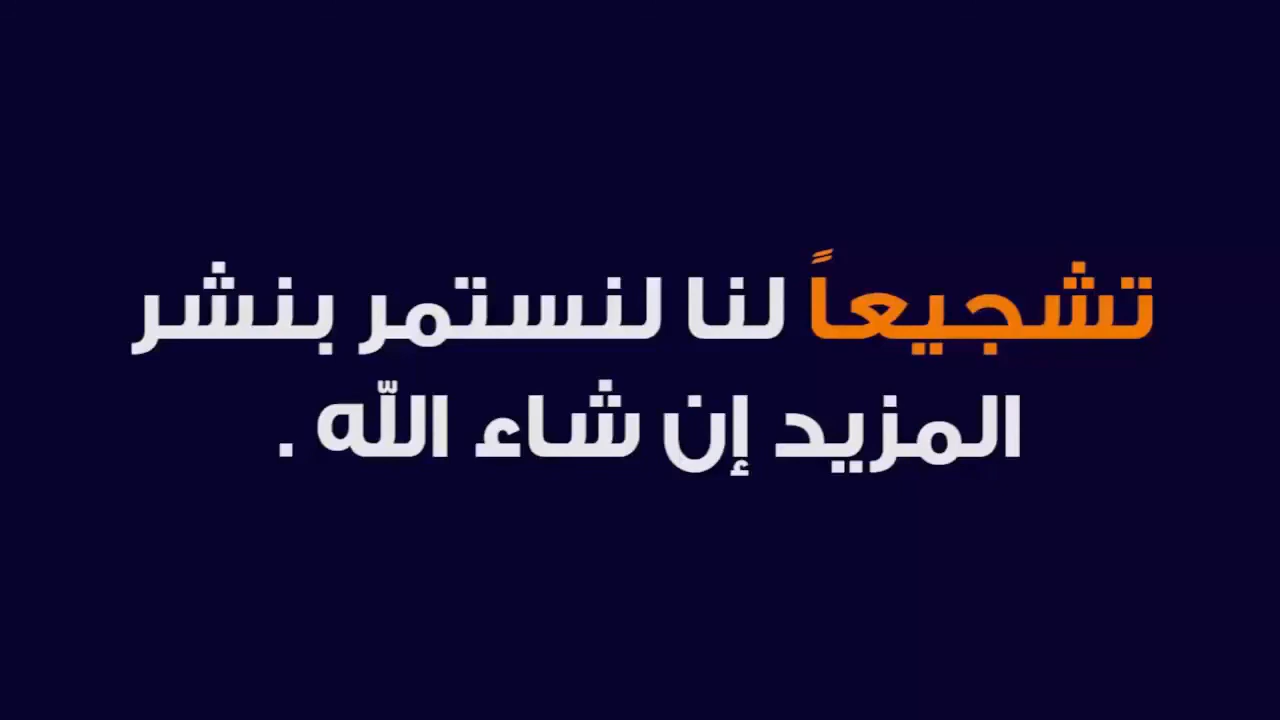 تشجيعاً لنا لنستمر بنشر
المزيد إن شاء الله .